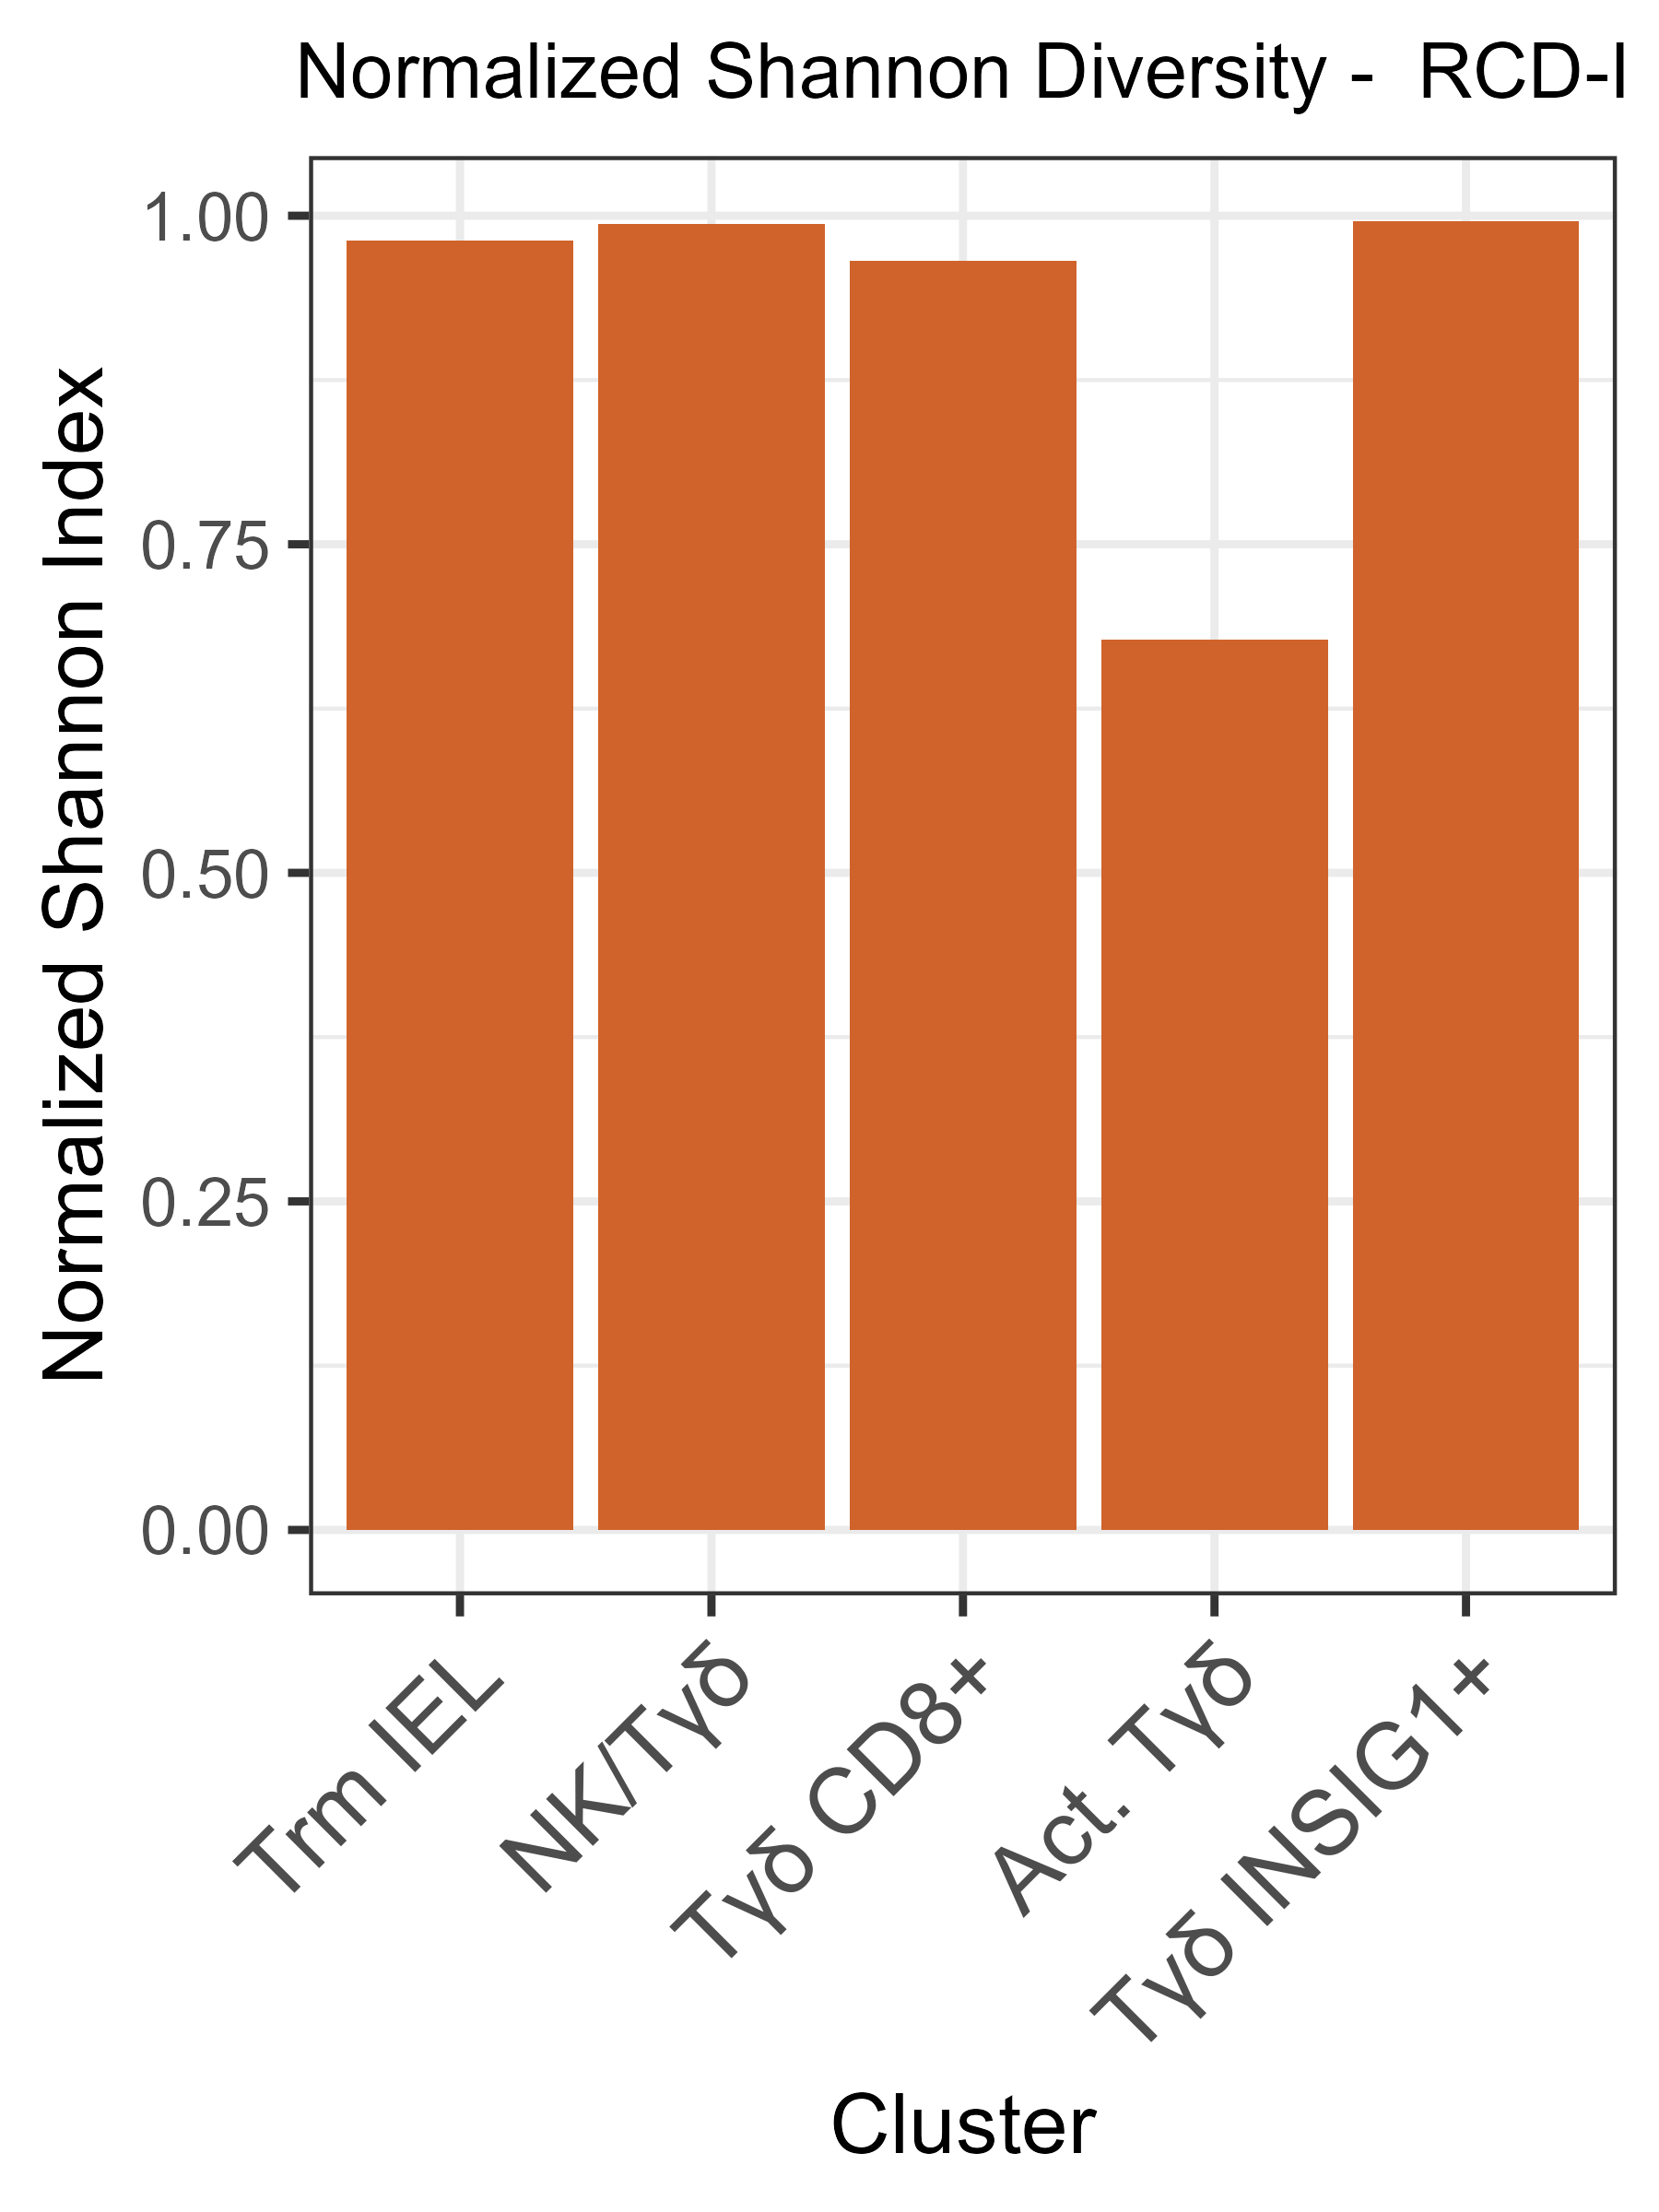 Normalized Shannon Diversity -  RCD-I
Normalized Shannon Index
1.00
0.75
0.50
0.25
0.00
Trm IEL
NK/Tγδ
Tγδ CD8+
Act. Tγδ
Tγδ INSIG1+
Cluster